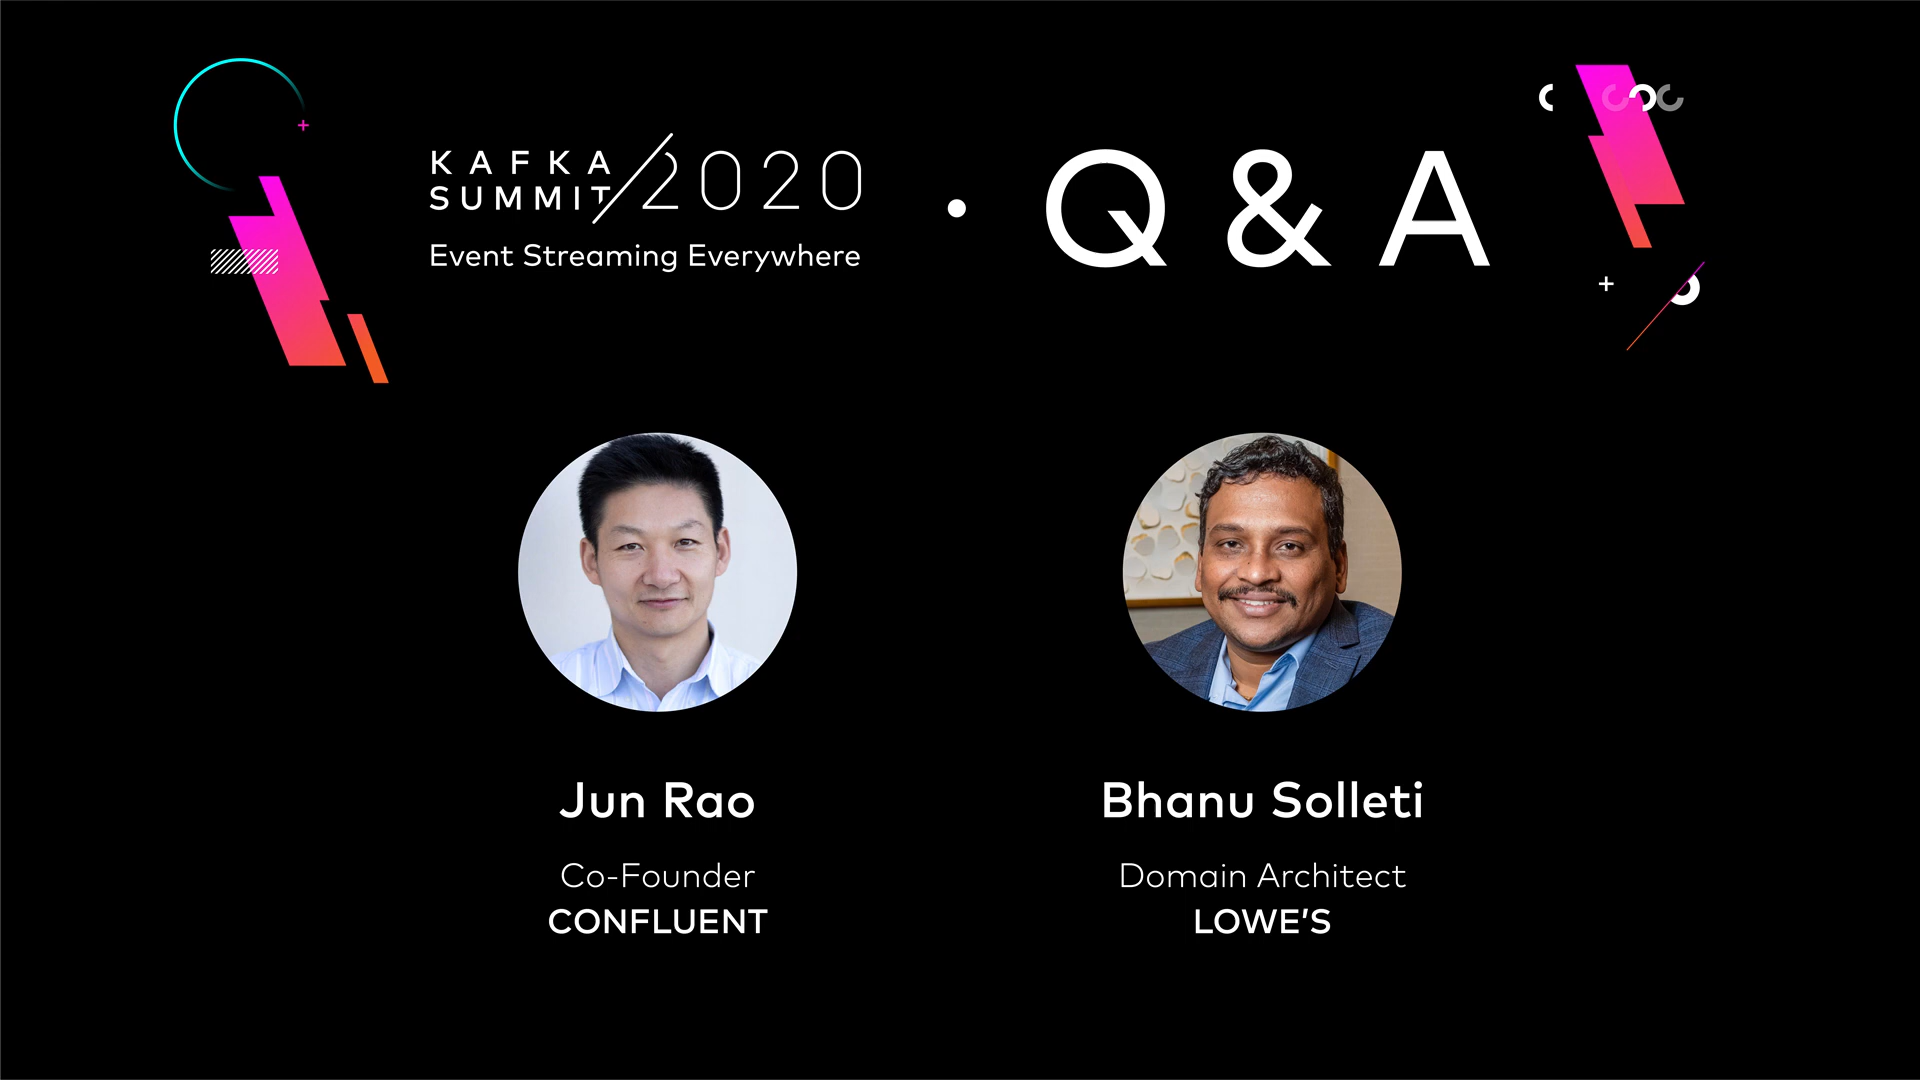 KAFKA
SUMMIT/2020
Event Streaming Everywhere
• Q & A
Jun Rao
Co-Founder
CONFLUENT
Bhanu Solleti
Domain Architect
LOWE’S